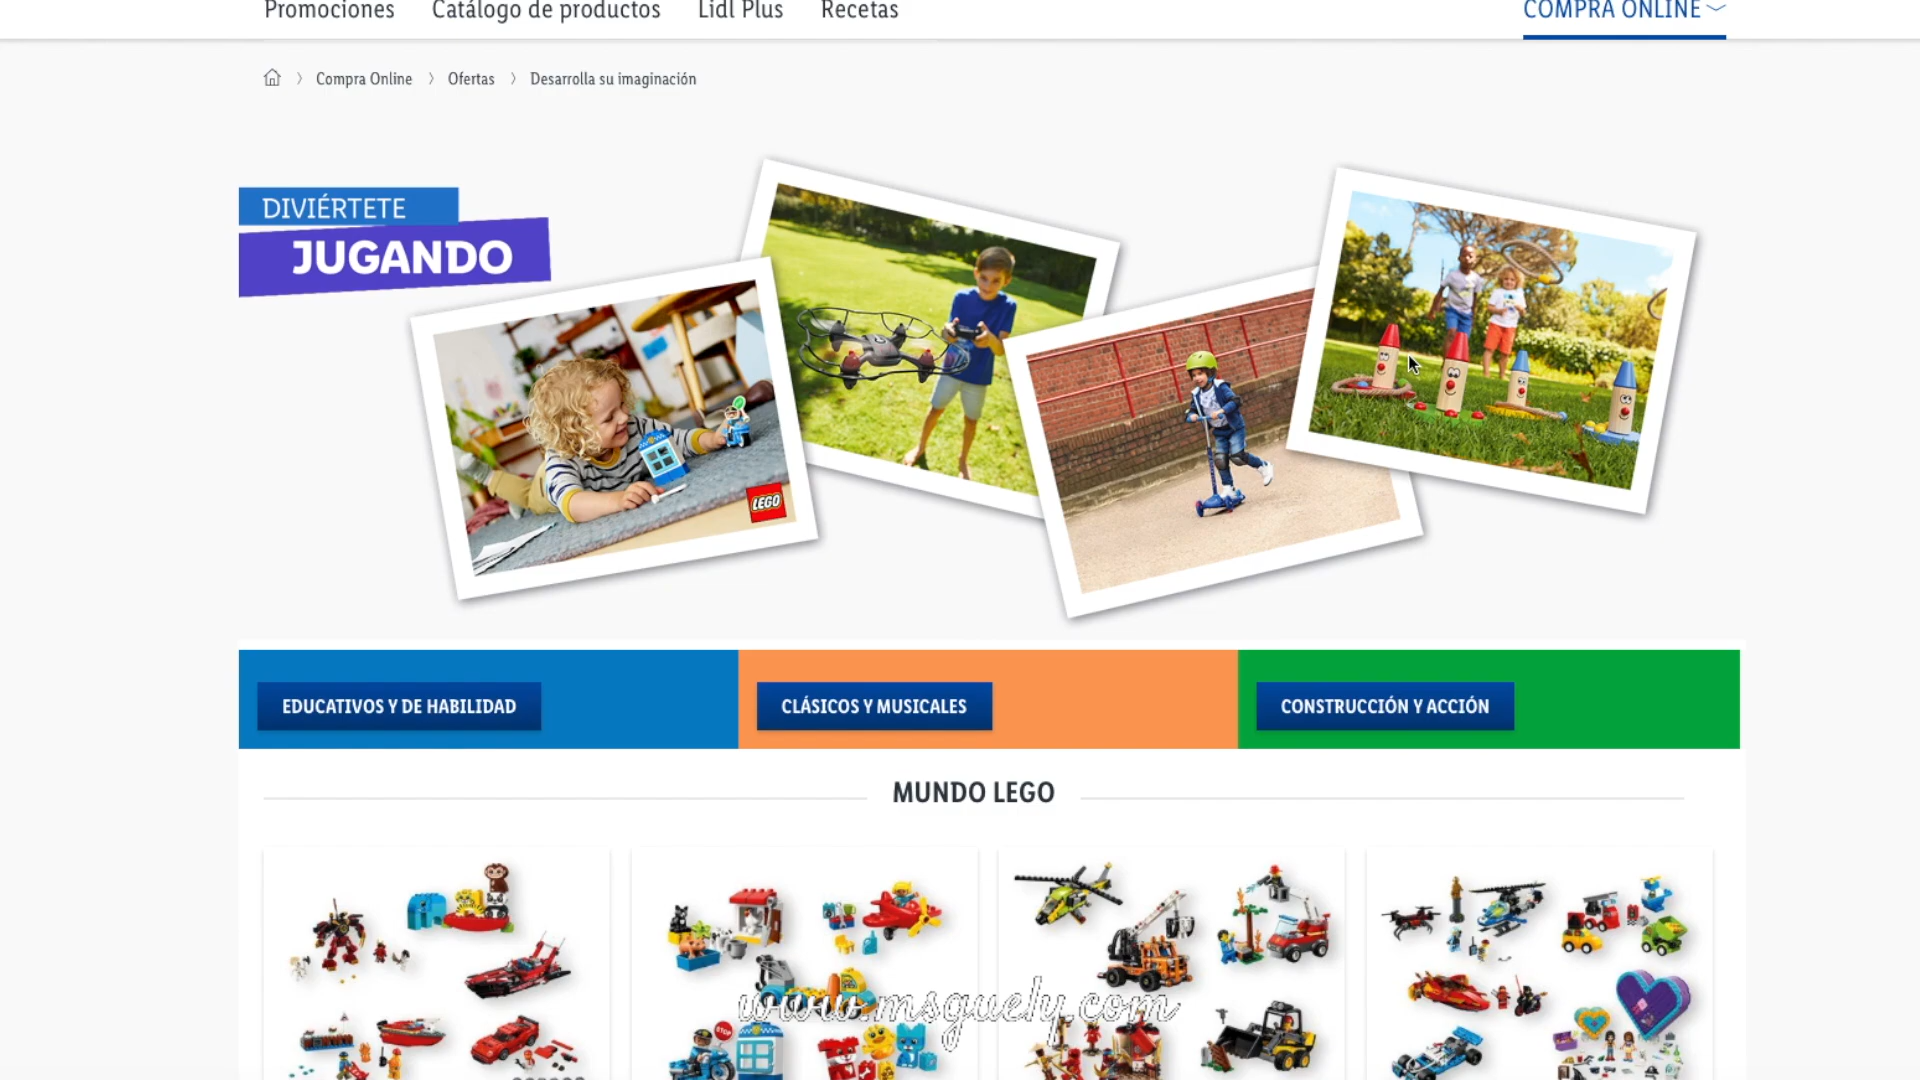 Promociones Catálogo de productos Lidl Plus Recetas COMPRA ONLINE
Compra Online Ofertas Desarrolla su imaginación
DIVIÉRTETE
JUGANDO
LEGO
EDUCATIVOS Y DE HABILIDAD
CLÁSICOS Y MUSICALES
CONSTRUCCIÓN Y ACCIÓN
MUNDO LEGO
www.msguely.com
STOP